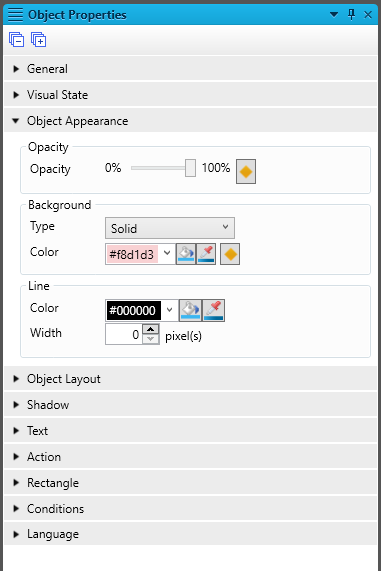 Object Properties
General
Visual State
Object Appearance
Opacity
Opacity 0% 100%
Background
Type Solid
Color #f8d1d3
Line
Color #000000
Width 0 pixel(s)
Object Layout
Shadow
Text
Action
Rectangle
Conditions
Language